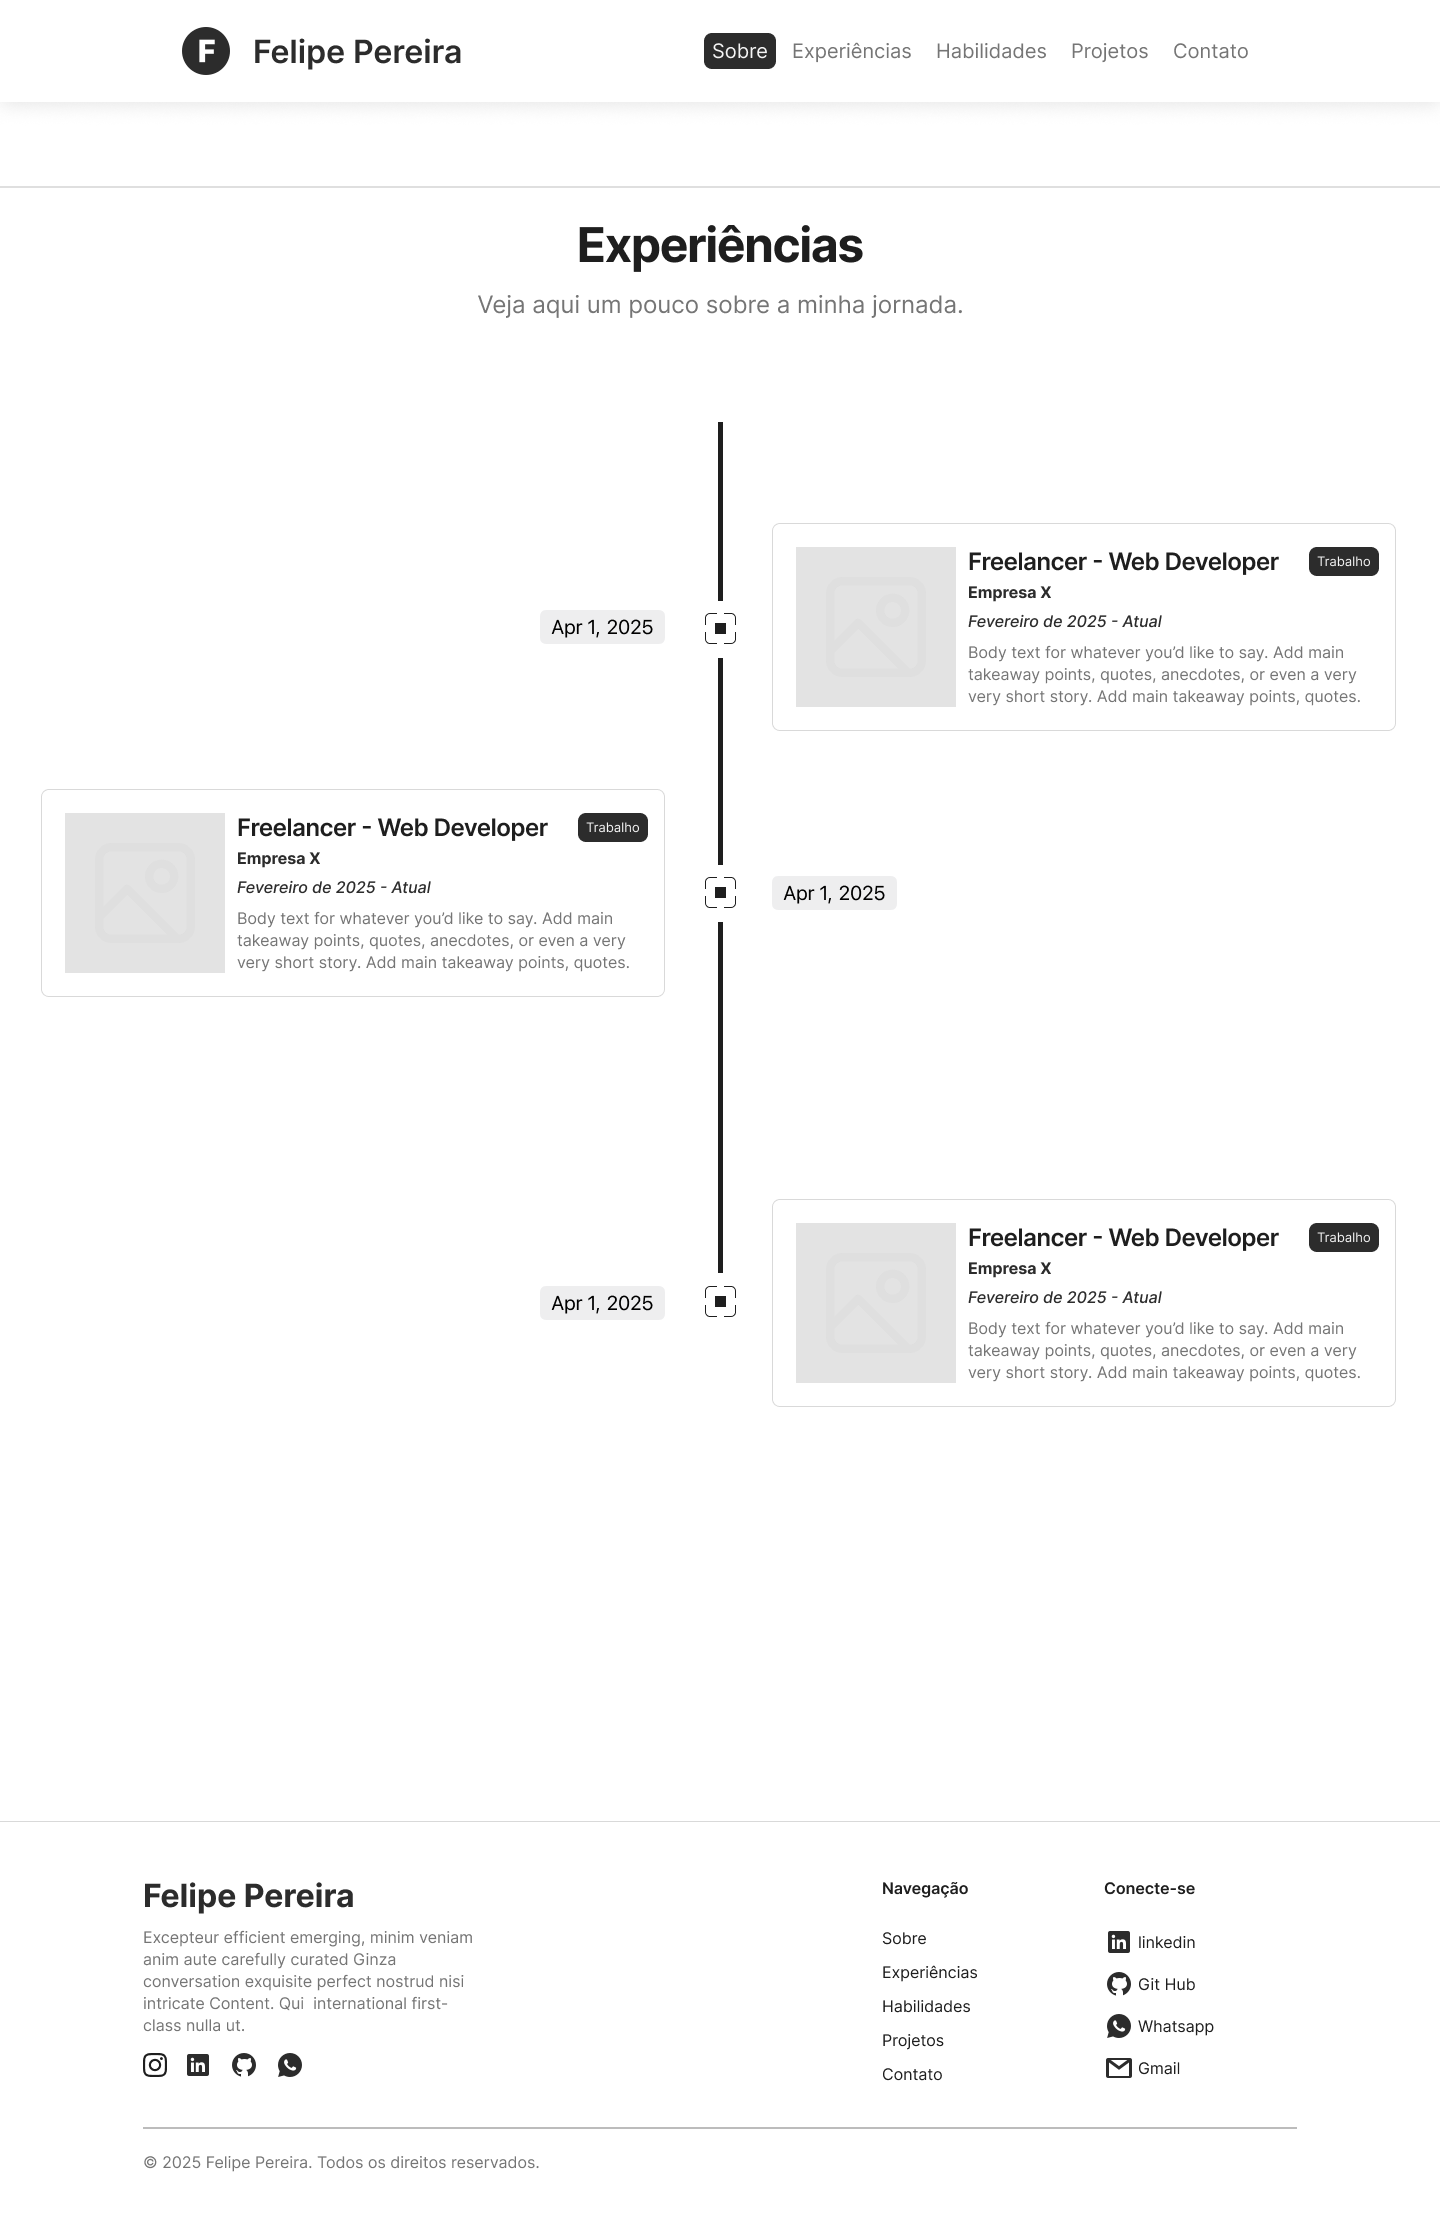 F
Felipe Pereira
Sobre
Experiências
Habilidades
Projetos
Contato
Experiências
Veja aqui um pouco sobre a minha jornada.
Apr 1, 2025
Freelancer - Web Developer
Trabalho
Empresa X
Fevereiro de 2025 - Atual
Body text for whatever you’d like to say. Add main
takeaway points, quotes, anecdotes, or even a very
very short story. Add main takeaway points, quotes.
Freelancer - Web Developer
Trabalho
Empresa X
Fevereiro de 2025 - Atual
Body text for whatever you’d like to say. Add main
takeaway points, quotes, anecdotes, or even a very
very short story. Add main takeaway points, quotes.
Apr 1, 2025
Apr 1, 2025
Freelancer - Web Developer
Trabalho
Empresa X
Fevereiro de 2025 - Atual
Body text for whatever you’d like to say. Add main
takeaway points, quotes, anecdotes, or even a very
very short story. Add main takeaway points, quotes.
Felipe Pereira
Excepteur efficient emerging, minim veniam
anim aute carefully curated Ginza
conversation exquisite perfect nostrud nisi
intricate Content. Qui  international first-
class nulla ut.
Navegação
Sobre
Experiências
Habilidades
Projetos
Contato
Conecte-se
linkedin
Git Hub
Whatsapp
Gmail
© 2025 Felipe Pereira. Todos os direitos reservados.